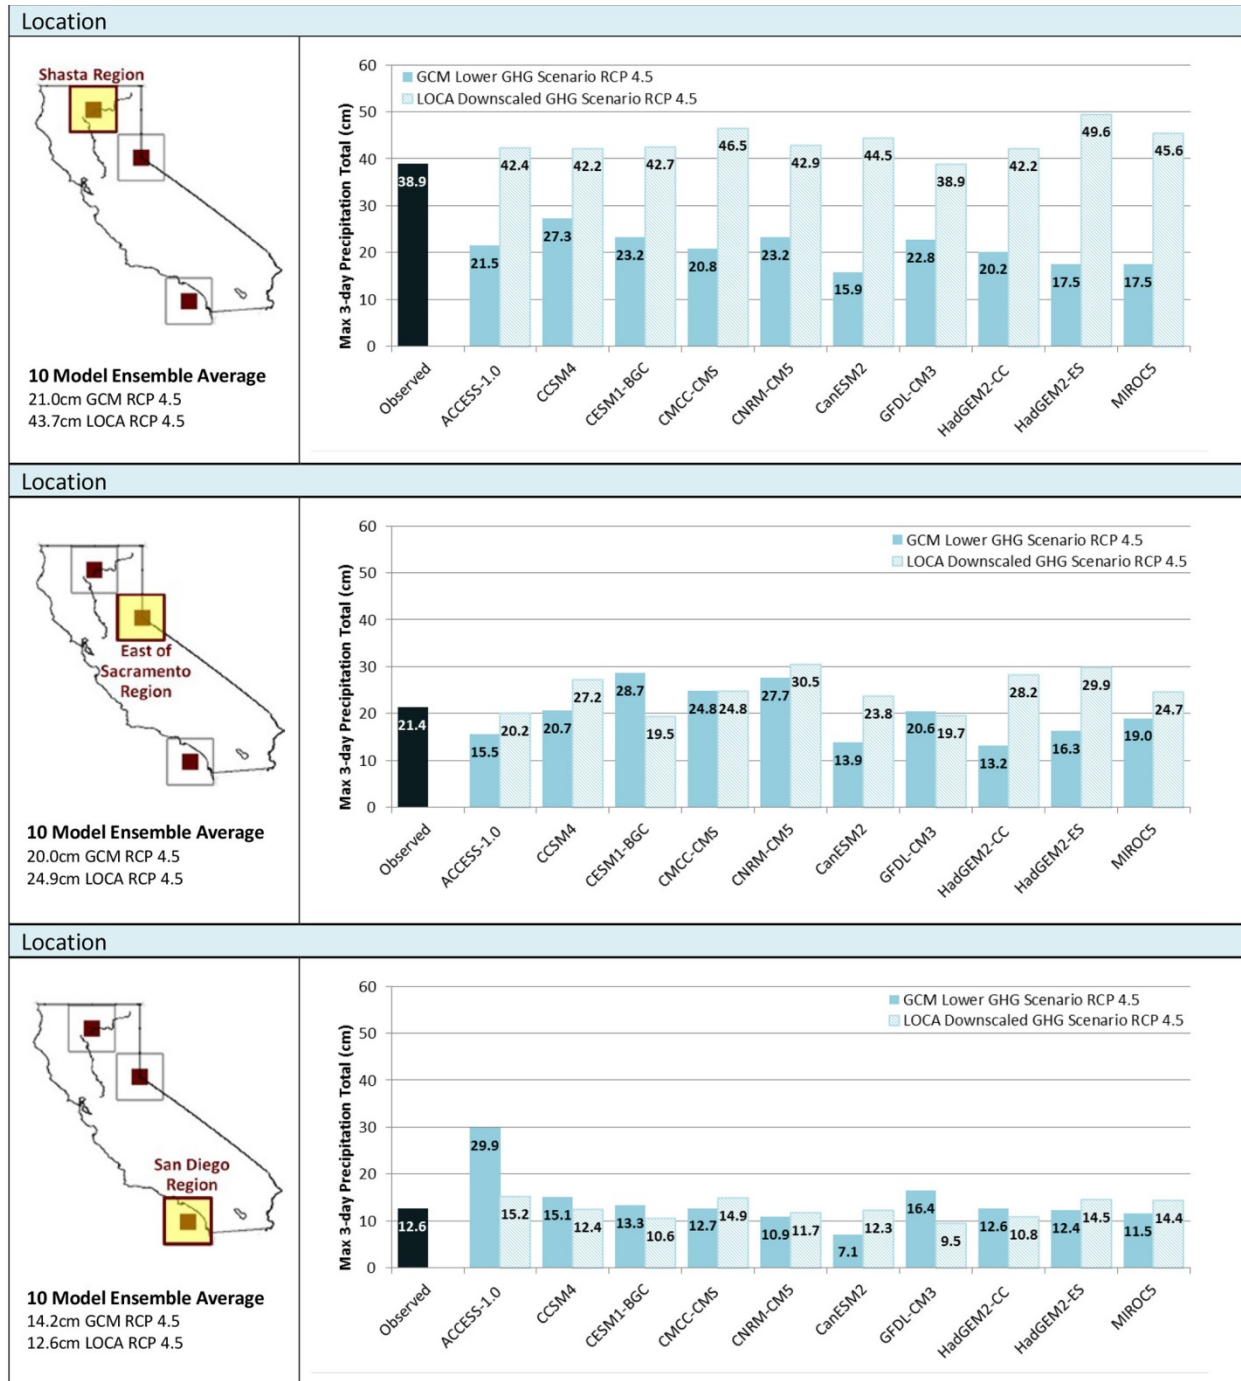 Location
Shasta Region
10 Model Ensemble Average
21.0cm GCM RCP 4.5
43.7cm LOCA RCP 4.5
Max 3-day Precipitation Total (cm)
60
50
40
30
20
10
0
GCM Lower GHG Scenario RCP 4.5
LOCA Downscaled GHG Scenario RCP 4.5
38.9
21.5
42.4
27.3
42.2
23.2
42.7
20.8
46.5
23.2
42.9
15.9
44.5
22.8
38.9
20.2
42.2
17.5
49.6
17.5
45.6
Observed
ACCESS-1.0
CCSM4
CESM1-BGC
CMCC-CMS
CNRM-CM5
CanESM2
GFDL-CM3
HadGEM2-CC
HadGEM2-ES
MIROC5
Location
East of
Sacramento
Region
10 Model Ensemble Average
20.0cm GCM RCP 4.5
24.9cm LOCA RCP 4.5
Max 3-day Precipitation Total (cm)
60
50
40
30
20
10
0
GCM Lower GHG Scenario RCP 4.5
LOCA Downscaled GHG Scenario RCP 4.5
21.4
15.5
20.2
20.7
27.2
28.7
19.5
24.8
24.8
27.7
30.5
13.9
23.8
20.6
19.7
13.2
28.2
16.3
29.9
19.0
24.7
Observed
ACCESS-1.0
CCSM4
CESM1-BGC
CMCC-CMS
CNRM-CM5
CanESM2
GFDL-CM3
HadGEM2-CC
HadGEM2-ES
MIROC5
Location
San Diego
Region
10 Model Ensemble Average
14.2cm GCM RCP 4.5
12.6cm LOCA RCP 4.5
Max 3-day Precipitation Total (cm)
60
50
40
30
20
10
0
GCM Lower GHG Scenario RCP 4.5
LOCA Downscaled GHG Scenario RCP 4.5
12.6
29.9
15.2
15.1
12.4
13.3
10.6
12.7
14.9
10.9
11.7
7.1
12.3
16.4
9.5
12.6
10.8
12.4
14.5
11.5
14.4
Observed
ACCESS-1.0
CCSM4
CESM1-BGC
CMCC-CMS
CNRM-CM5
CanESM2
GFDL-CM3
HadGEM2-CC
HadGEM2-ES
MIROC5